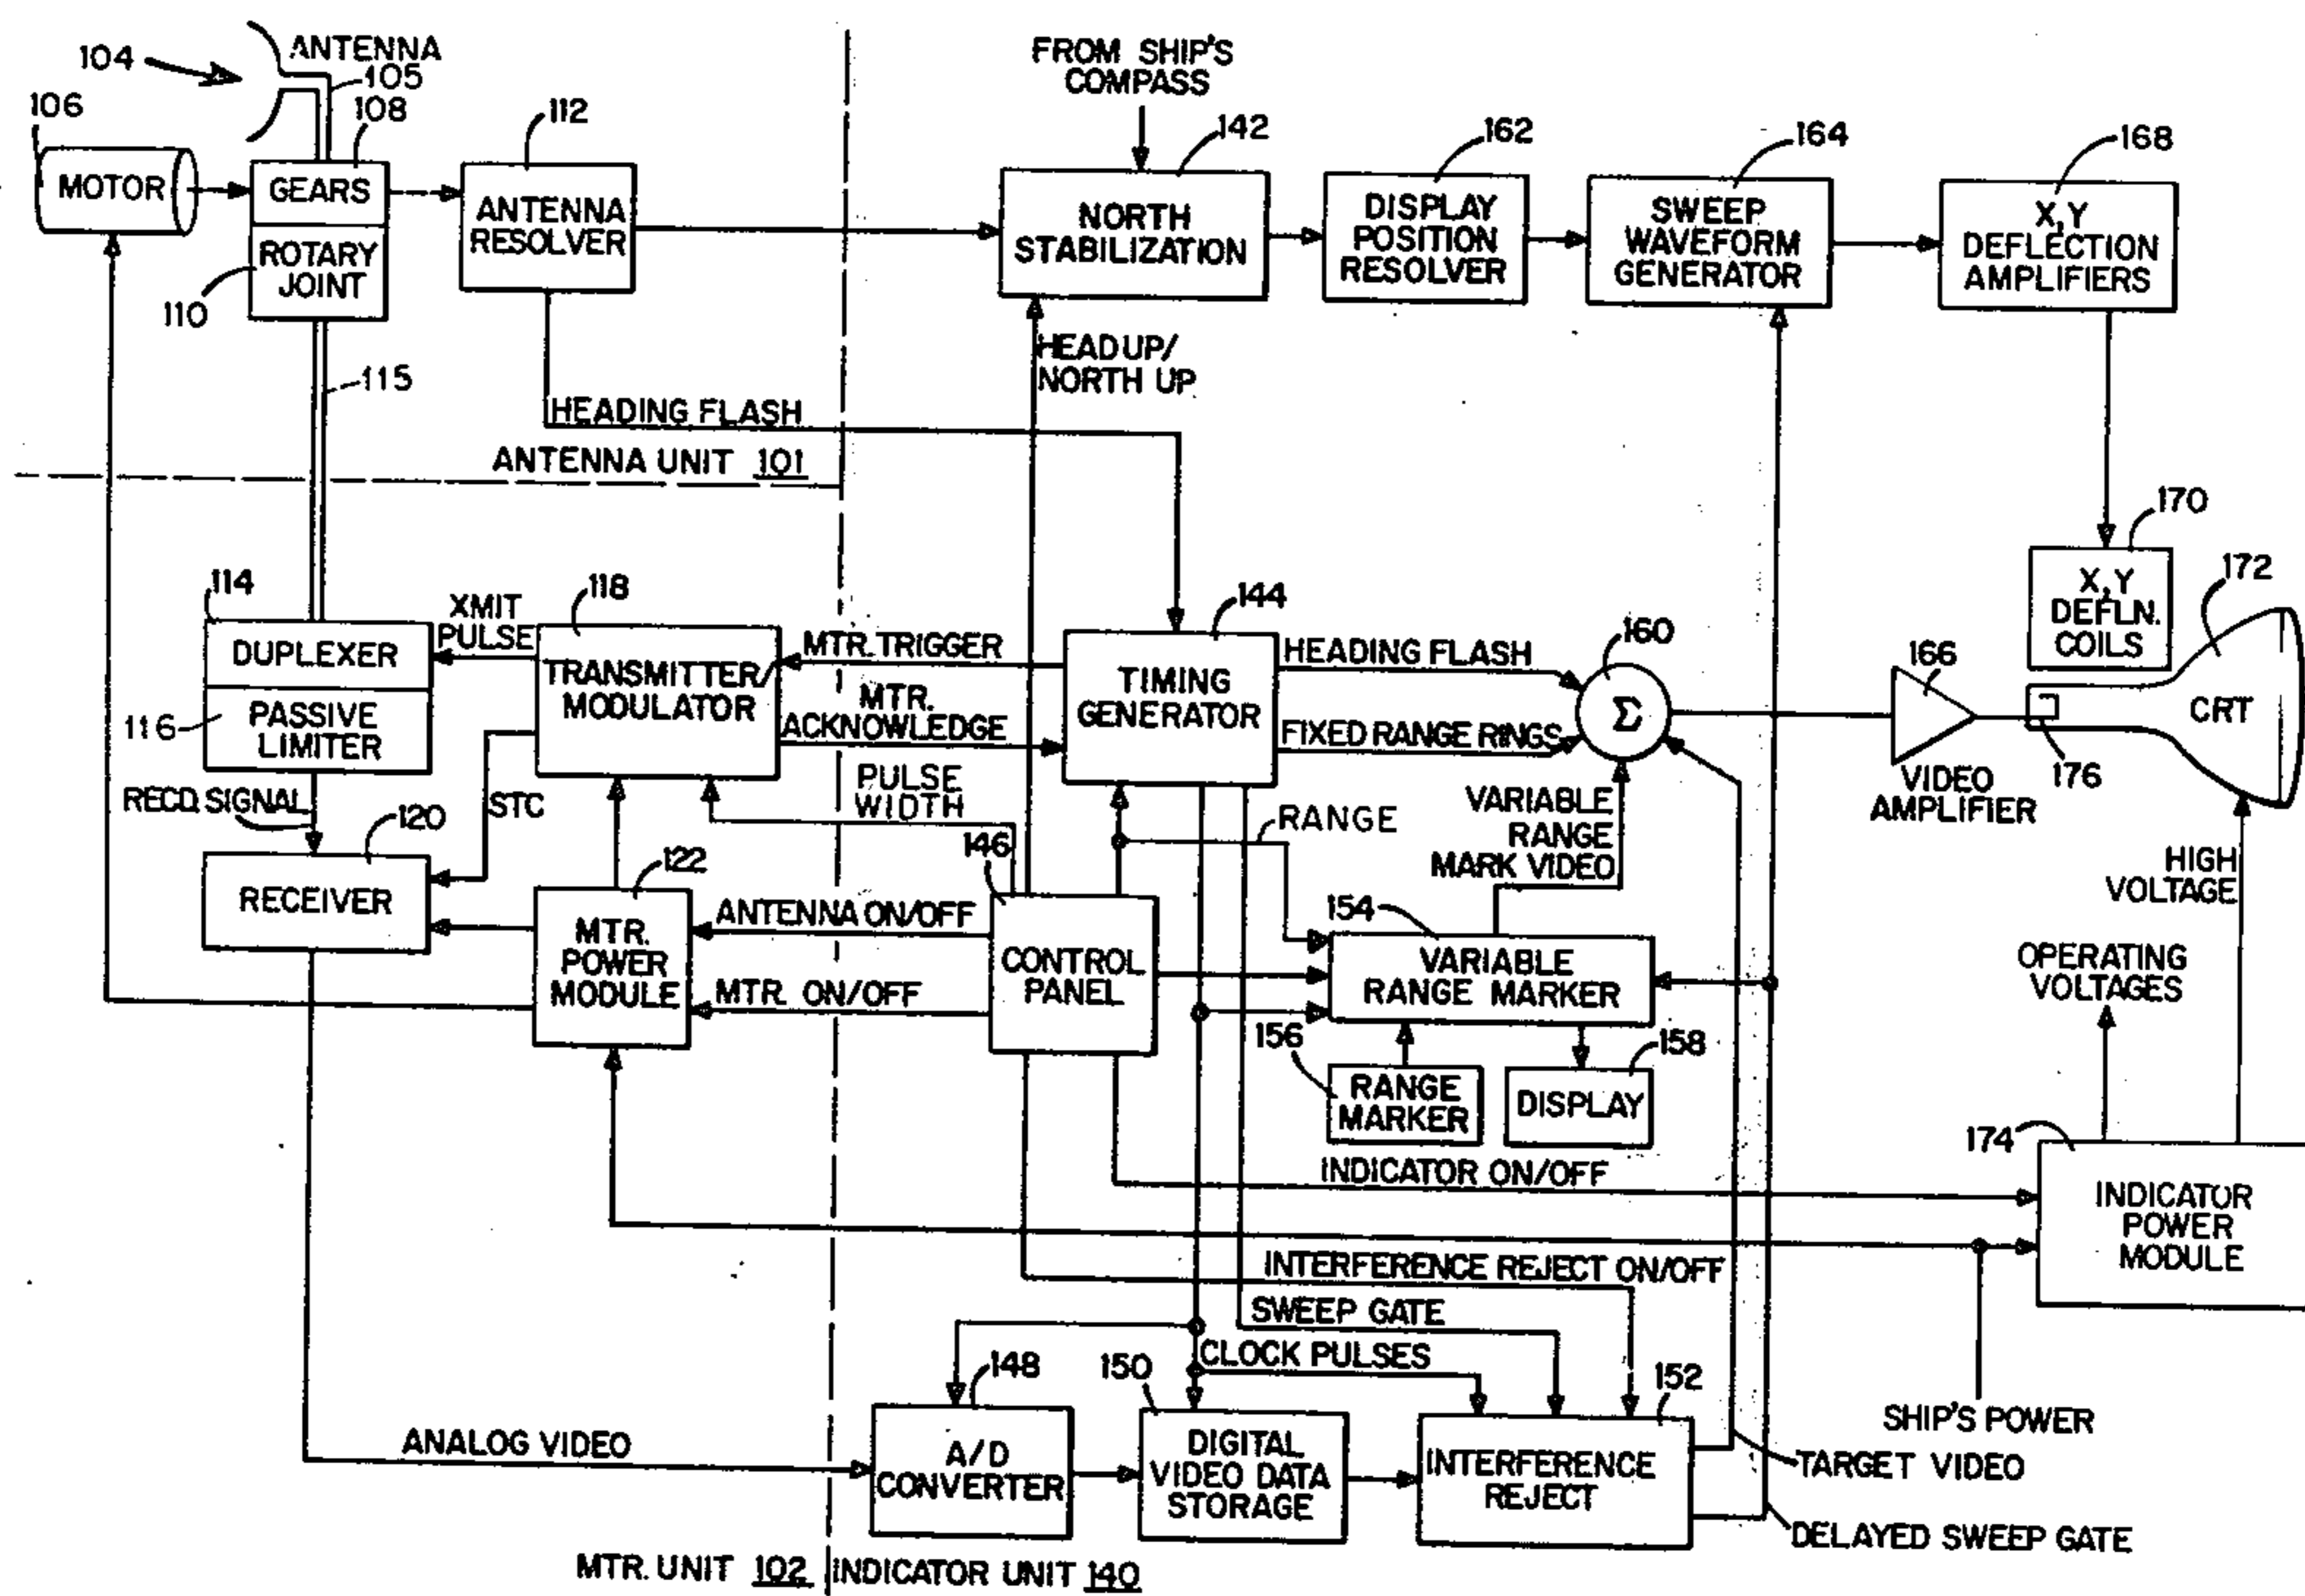 104
ANTENNA
105
106
108
112
MOTOR
GEARS
ROTARY
JOINT
110
ANTENNA
RESOLVER
115
HEADING FLASH
ANTENNA UNIT 101
FROM SHIP'S
COMPASS
142
NORTH
STABILIZATION
HEAD UP/
NORTH UP
162
DISPLAY
POSITION
RESOLVER
164
SWEEP
WAVEFORM
GENERATOR
168
X,Y
DEFLECTION
AMPLIFIERS
170
X,Y
DEFLN.
COILS
172
CRT
176
166
VIDEO
AMPLIFIER
114
DUPLEXER
116
PASSIVE
LIMITER
XMIT
PULSE
118
TRANSMITTER/
MODULATOR
MTR. TRIGGER
MTR.
ACKNOWLEDGE
PULSE
WIDTH
144
TIMING
GENERATOR
HEADING FLASH
FIXED RANGE RINGS
160
Σ
RECD. SIGNAL
STC
120
RECEIVER
122
MTR.
POWER
MODULE
ANTENNA ON/OFF
MTR. ON/OFF
146
CONTROL
PANEL
RANGE
VARIABLE
RANGE
MARK VIDEO
154
VARIABLE
RANGE MARKER
156
RANGE
MARKER
158
DISPLAY
HIGH
VOLTAGE
OPERATING
VOLTAGES
174
INDICATOR
POWER
MODULE
INDICATOR ON/OFF
INTERFERENCE REJECT ON/OFF
SWEEP GATE
CLOCK PULSES
SHIP'S POWER
ANALOG VIDEO
148
A/D
CONVERTER
150
DIGITAL
VIDEO DATA
STORAGE
152
INTERFERENCE
REJECT
TARGET VIDEO
DELAYED SWEEP GATE
MTR. UNIT 102
INDICATOR UNIT 140